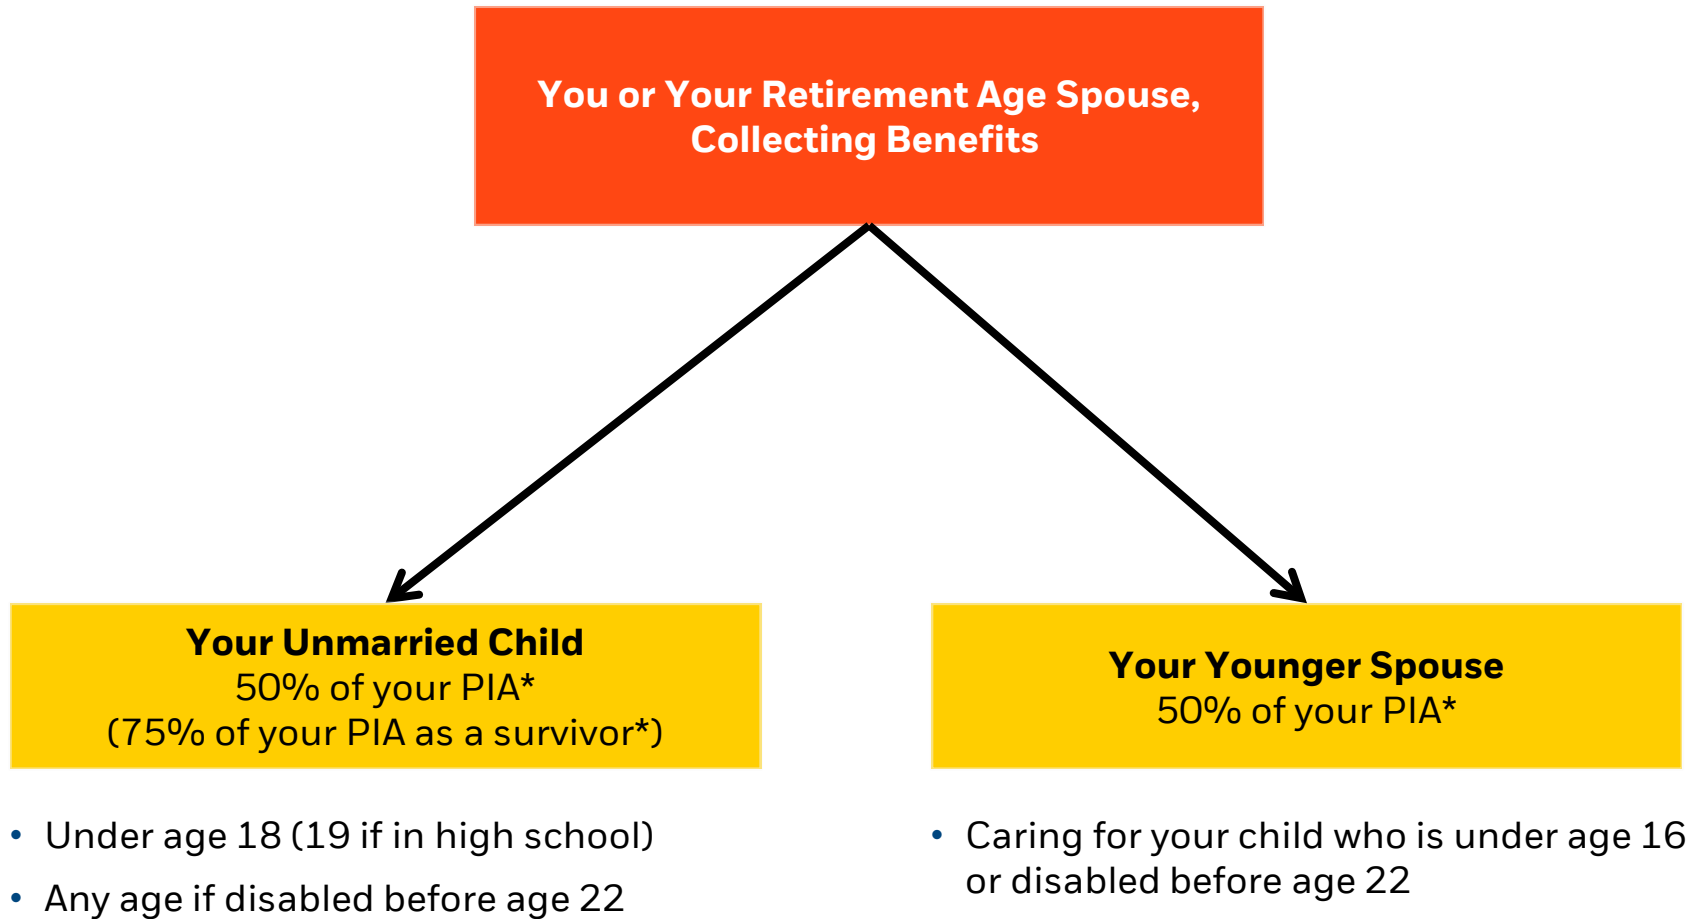 You or Your Retirement Age Spouse,
Collecting Benefits
Your Unmarried Child
50% of your PIA*
(75% of your PIA as a survivor*)
• Under age 18 (19 if in high school)
• Any age if disabled before age 22
Your Younger Spouse
50% of your PIA*
• Caring for your child who is under age 16
or disabled before age 22